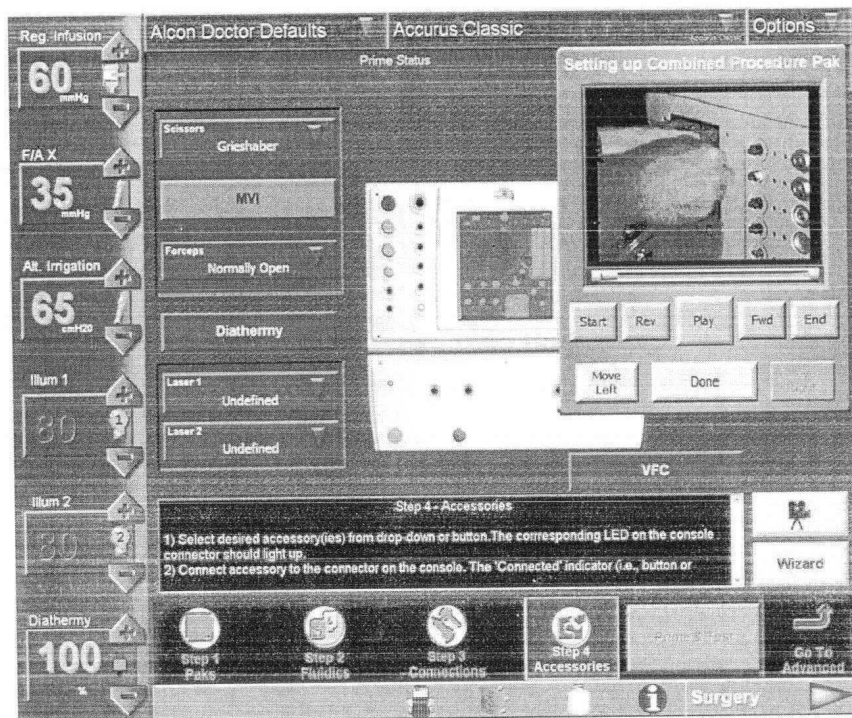 Alcon Doctor Defaults
Accurus Classic
Options
Reg. Infusion
60
mmHg
F/A X
35
mmHg
Alt. Irrigation
65
cmH20
Illum 1
80
1
Illum 2
80
2
Diathermy
100
%
Prime Status
Scissors
Grieshaber
MVI
Forceps
Normally Open
Diathermy
Laser 1
Undefined
Laser 2
Undefined
Setting up Combined Procedure Pak
Start
Rev
Play
Fwd
End
Move
Left
Done
VFC
Step 4 - Accessories
1) Select desired accessory(ies) from drop-down or button.The corresponding LED on the console
connector should light up.
2) Connect accessory to the connector on the console. The 'Connected' indicator (i.e., button or
Wizard
Step 1
Paks
Step 2
Fluidics
Step 3
Connections
Step 4
Accessories
Go To
Advanced
Surgery